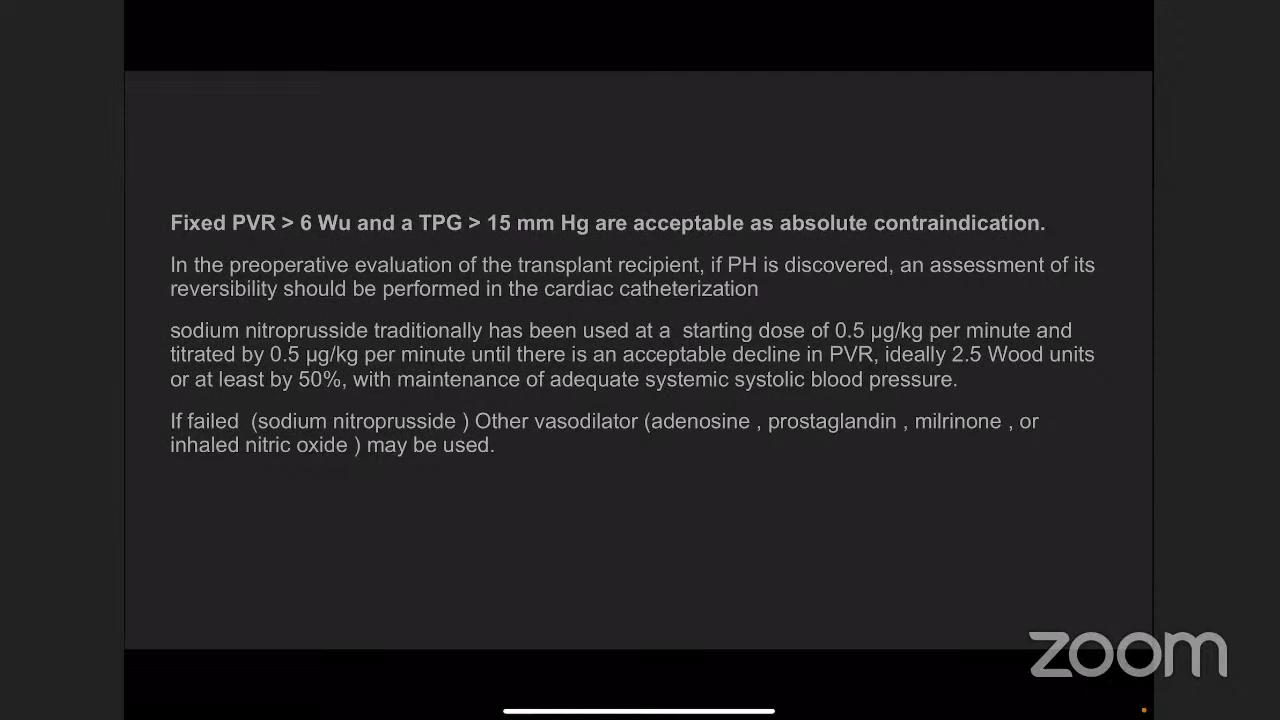 Fixed PVR > 6 Wu and a TPG > 15 mm Hg are acceptable as absolute contraindication.
In the preoperative evaluation of the transplant recipient, if PH is discovered, an assessment of its
reversibility should be performed in the cardiac catheterization
sodium nitroprusside traditionally has been used at a  starting dose of 0.5 µg/kg per minute and
titrated by 0.5 µg/kg per minute until there is an acceptable decline in PVR, ideally 2.5 Wood units
or at least by 50%, with maintenance of adequate systemic systolic blood pressure.
If failed  (sodium nitroprusside ) Other vasodilator (adenosine , prostaglandin , milrinone , or
inhaled nitric oxide ) may be used.
zoom